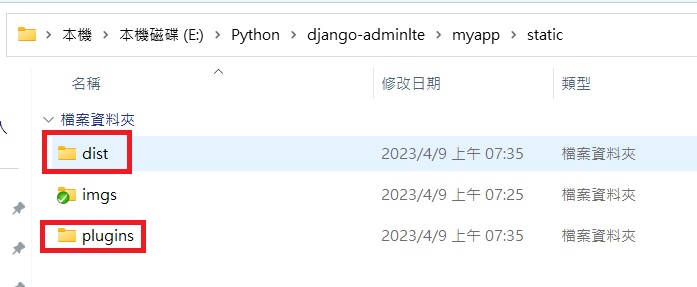 本機 › 本機磁碟 (E:) › Python › django-adminlte › myapp › static
名稱 修改日期 類型
檔案資料夾
dist 2023/4/9 上午 07:35 檔案資料夾
imgs 2023/4/9 上午 07:25 檔案資料夾
plugins 2023/4/9 上午 07:35 檔案資料夾